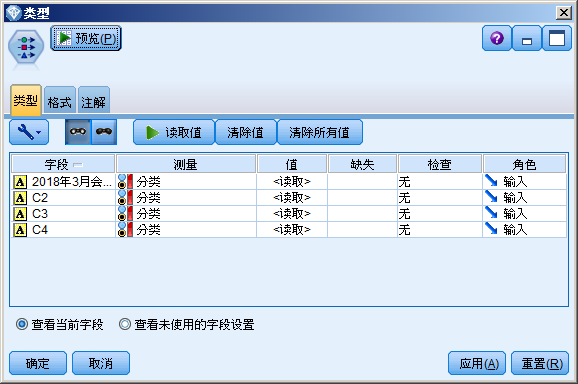 类型
预览(P)
类型 格式 注解
读取值 清除值 清除所有值
字段 测量 值 缺失 检查 角色
A 2018年3月会... 分类 <读取> 无 输入
A C2 分类 <读取> 无 输入
A C3 分类 <读取> 无 输入
A C4 分类 <读取> 无 输入
查看当前字段 查看未使用的字段设置
确定 取消 应用(A) 重置(R)